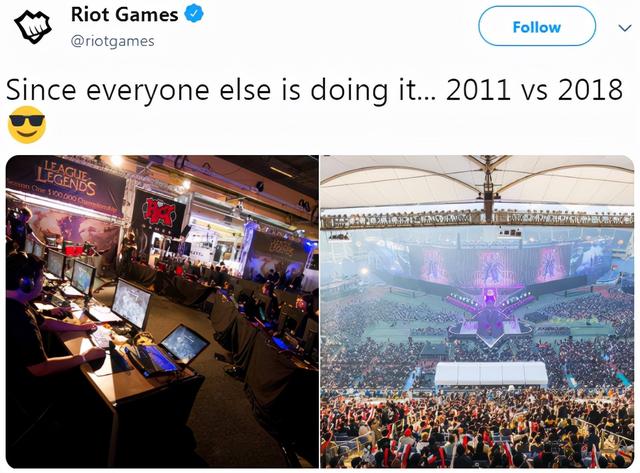 Riot Games
@riotgames
Follow
Since everyone else is doing it... 2011 vs 2018
😎
LEAGUE
LEGENDS
Season One $100,000 Championship
RIOT